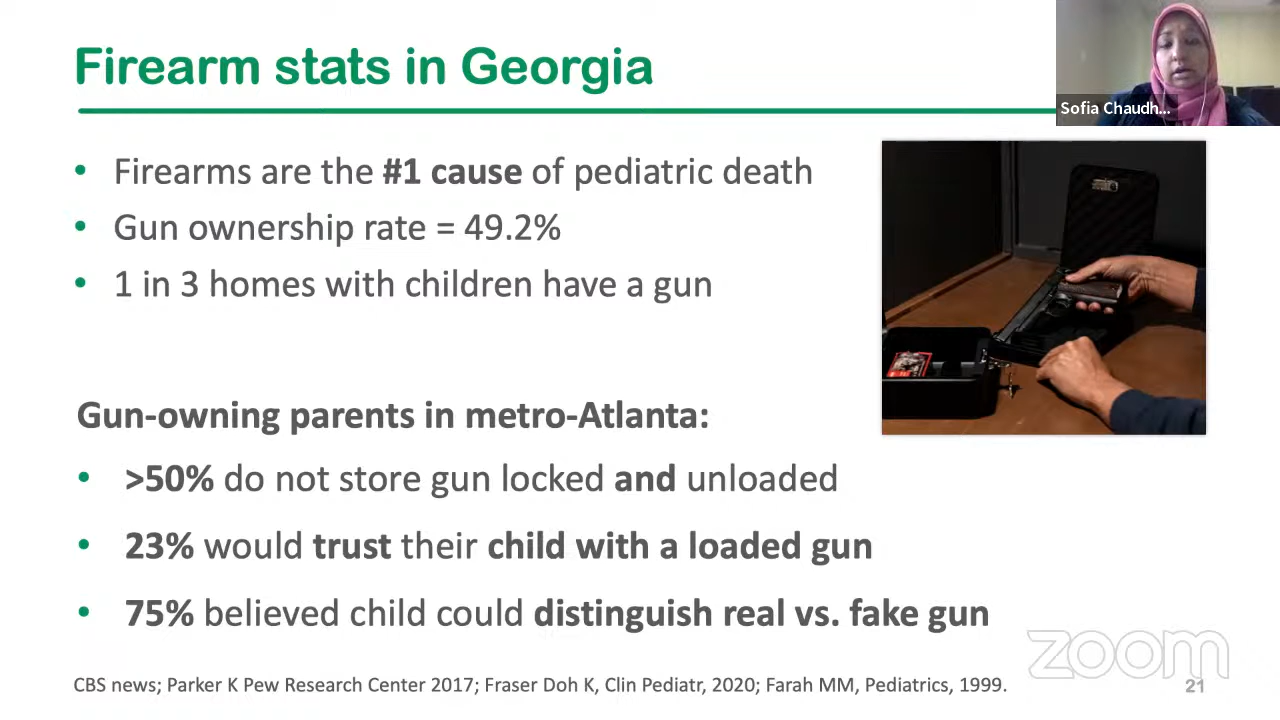 Firearm stats in Georgia
Sofia Chaudh...
• Firearms are the #1 cause of pediatric death
• Gun ownership rate = 49.2%
• 1 in 3 homes with children have a gun
Gun-owning parents in metro-Atlanta:
• >50% do not store gun locked and unloaded
• 23% would trust their child with a loaded gun
• 75% believed child could distinguish real vs. fake gun
zoom
CBS news; Parker K Pew Research Center 2017; Fraser Doh K, Clin Pediatr, 2020; Farah MM, Pediatrics, 1999.
21